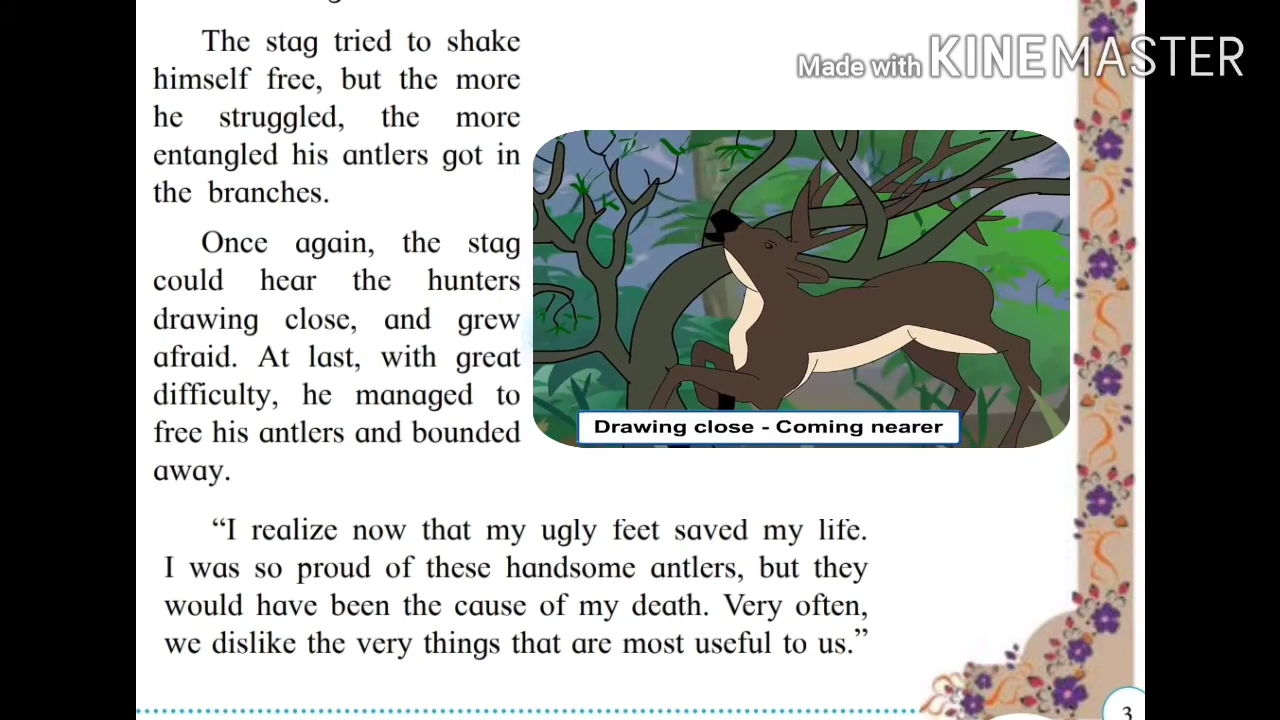 Made with KINEMASTER
The stag tried to shake
himself free, but the more
he struggled, the more
entangled his antlers got in
the branches.
Once again, the stag
could hear the hunters
drawing close, and grew
afraid. At last, with great
difficulty, he managed to
free his antlers and bounded
away.
Drawing close - Coming nearer
“I realize now that my ugly feet saved my life.
I was so proud of these handsome antlers, but they
would have been the cause of my death. Very often,
we dislike the very things that are most useful to us.”
3